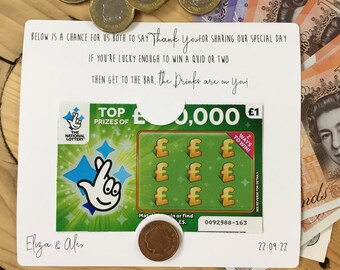 BELOW IS A CHANCE FOR US BOTH TO SAY Thank You FOR SHARING OUR SPECIAL DAY
IF YOU'RE LUCKY ENOUGH TO WIN A QUID OR TWO
THEN GET TO THE BAR, the Drinks are on You!
TOP
PRIZES OF
0,000
£1
THE NATIONAL LOTTERY
£ £ £
£ £ £
£ £ £
0092988-163
Eliza & Alex
22.09.22